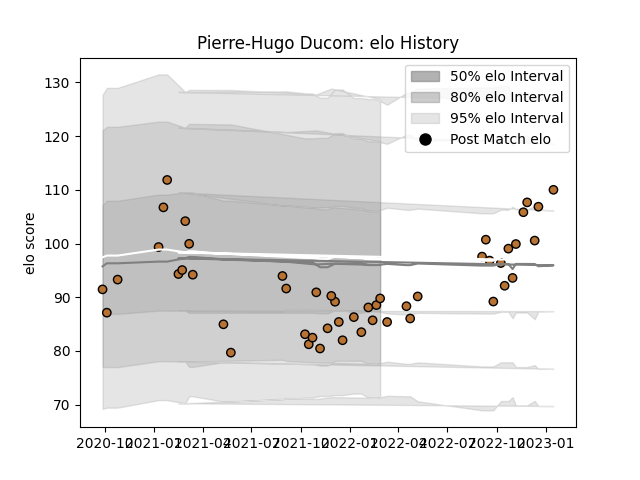 Pierre-Hugo Ducom: elo History
50% elo Interval
80% elo Interval
95% elo Interval
Post Match elo
elo score
130
120
110
100
90
80
70
2020-10 2021-01 2021-04 2021-07 2021-10 2022-01 2022-04 2022-07 2022-10 2023-01